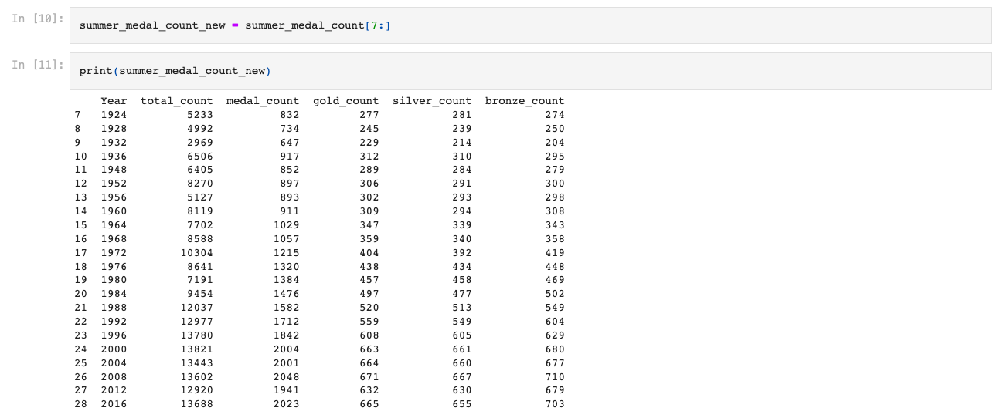 In [10]: summer_medal_count_new = summer_medal_count[7:]
In [11]: print(summer_medal_count_new)
Year total_count medal_count gold_count silver_count bronze_count
7 1924 5233 832 277 281 274
8 1928 4992 734 245 239 250
9 1932 2969 647 229 214 204
10 1936 6506 917 312 310 295
11 1948 6405 852 289 284 279
12 1952 8270 897 306 291 300
13 1956 5127 893 302 293 298
14 1960 8119 911 309 294 308
15 1964 7702 1029 347 339 343
16 1968 8588 1057 359 340 358
17 1972 10304 1215 404 392 419
18 1976 8641 1320 438 434 448
19 1980 7191 1384 457 458 469
20 1984 9454 1476 497 477 502
21 1988 12037 1582 520 513 549
22 1992 12977 1712 559 549 604
23 1996 13780 1842 608 605 629
24 2000 13821 2004 663 661 680
25 2004 13443 2001 664 660 677
26 2008 13602 2048 671 667 710
27 2012 12920 1941 632 630 679
28 2016 13688 2023 665 655 703